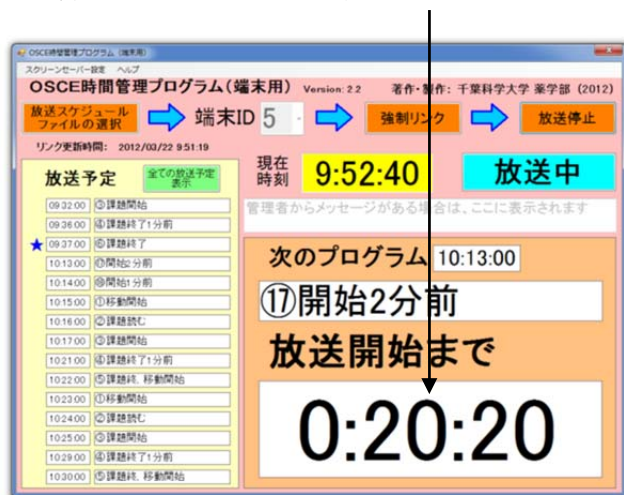 OSCE時間管理プログラム（端末用）
スクリーンセーバー設定 ヘルプ
OSCE時間管理プログラム(端末用) Version: 2.2 著作・製作: 千葉科学大学 薬学部 (2012)
放送スケジュール
ファイルの選択
端末ID 5
強制リンク
放送停止
リンク更新時間: 2012/03/22 9:51:19
放送予定
全ての放送予定
表示
現在
時刻
9:52:40
放送中
管理者からメッセージがある場合は、ここに表示されます
09:32:00 ③課題開始
09:36:00 ④課題終了1分前
★ 09:37:00 ⑥課題終了
10:13:00 ⑰開始2分前
10:14:00 ⑱開始1分前
10:15:00 ①移動開始
10:16:00 ②課題読む
10:17:00 ③課題開始
10:21:00 ④課題終了1分前
10:22:00 ⑤課題終、移動開始
10:23:00 ①移動開始
10:24:00 ②課題読む
10:25:00 ③課題開始
10:29:00 ④課題終了1分前
10:30:00 ⑤課題終、移動開始
次のプログラム 10:13:00
⑰開始2分前
放送開始まで
0:20:20